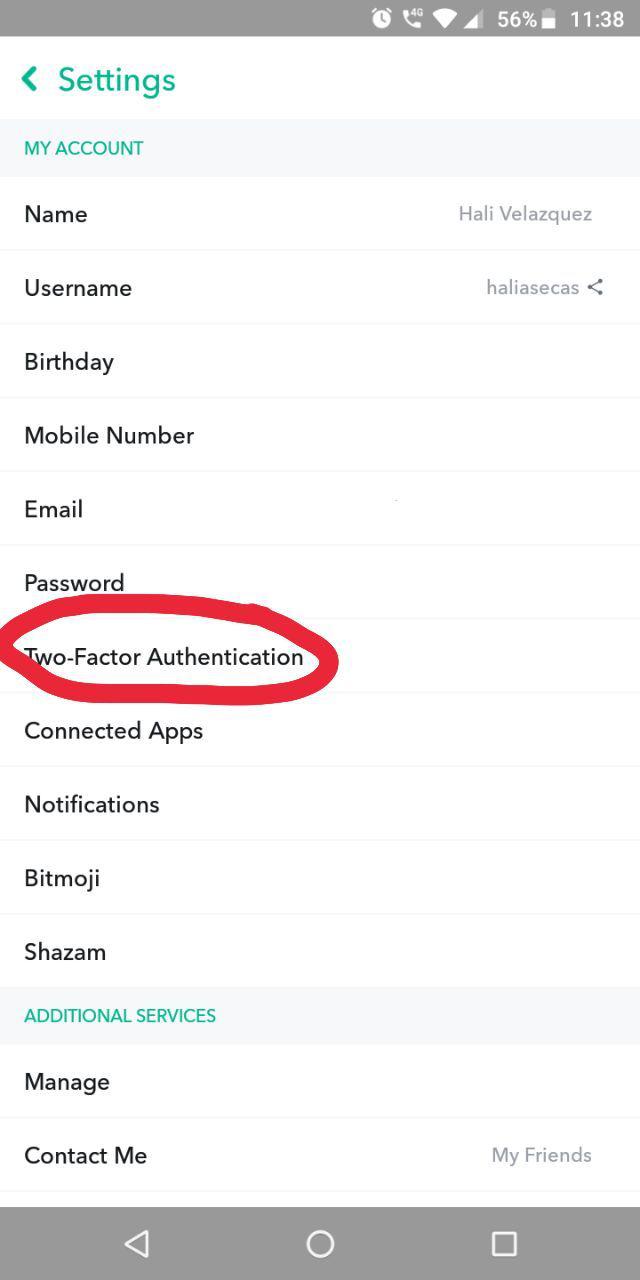 4G 56% 11:38
Settings
MY ACCOUNT
Name Hali Velazquez
Username haliasecas
Birthday
Mobile Number
Email
Password
Two-Factor Authentication
Connected Apps
Notifications
Bitmoji
Shazam
ADDITIONAL SERVICES
Manage
Contact Me My Friends